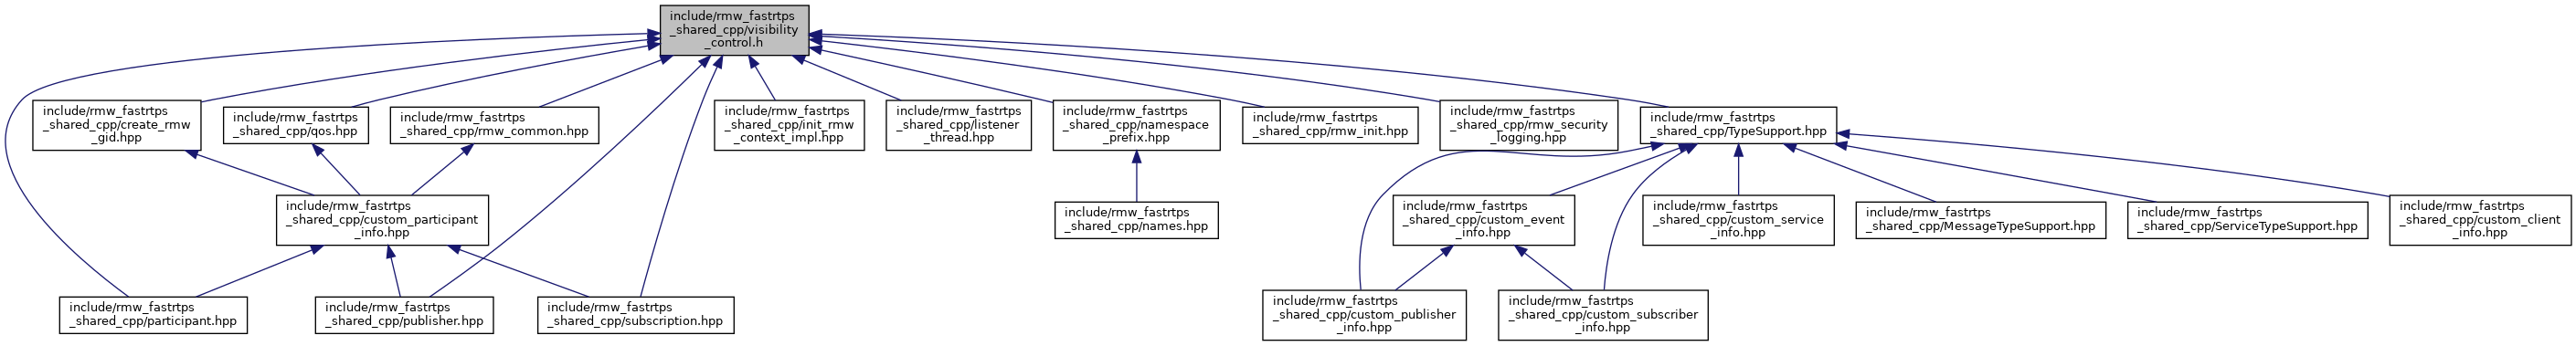 include/rmw_fastrtps
_shared_cpp/visibility
_control.h
include/rmw_fastrtps
_shared_cpp/create_rmw
_gid.hpp
include/rmw_fastrtps
_shared_cpp/qos.hpp
include/rmw_fastrtps
_shared_cpp/rmw_common.hpp
include/rmw_fastrtps
_shared_cpp/init_rmw
_context_impl.hpp
include/rmw_fastrtps
_shared_cpp/listener
_thread.hpp
include/rmw_fastrtps
_shared_cpp/namespace
_prefix.hpp
include/rmw_fastrtps
_shared_cpp/rmw_init.hpp
include/rmw_fastrtps
_shared_cpp/rmw_security
_logging.hpp
include/rmw_fastrtps
_shared_cpp/TypeSupport.hpp
include/rmw_fastrtps
_shared_cpp/custom_participant
_info.hpp
include/rmw_fastrtps
_shared_cpp/names.hpp
include/rmw_fastrtps
_shared_cpp/custom_event
_info.hpp
include/rmw_fastrtps
_shared_cpp/custom_service
_info.hpp
include/rmw_fastrtps
_shared_cpp/MessageTypeSupport.hpp
include/rmw_fastrtps
_shared_cpp/ServiceTypeSupport.hpp
include/rmw_fastrtps
_shared_cpp/custom_client
_info.hpp
include/rmw_fastrtps
_shared_cpp/participant.hpp
include/rmw_fastrtps
_shared_cpp/publisher.hpp
include/rmw_fastrtps
_shared_cpp/subscription.hpp
include/rmw_fastrtps
_shared_cpp/custom_publisher
_info.hpp
include/rmw_fastrtps
_shared_cpp/custom_subscriber
_info.hpp